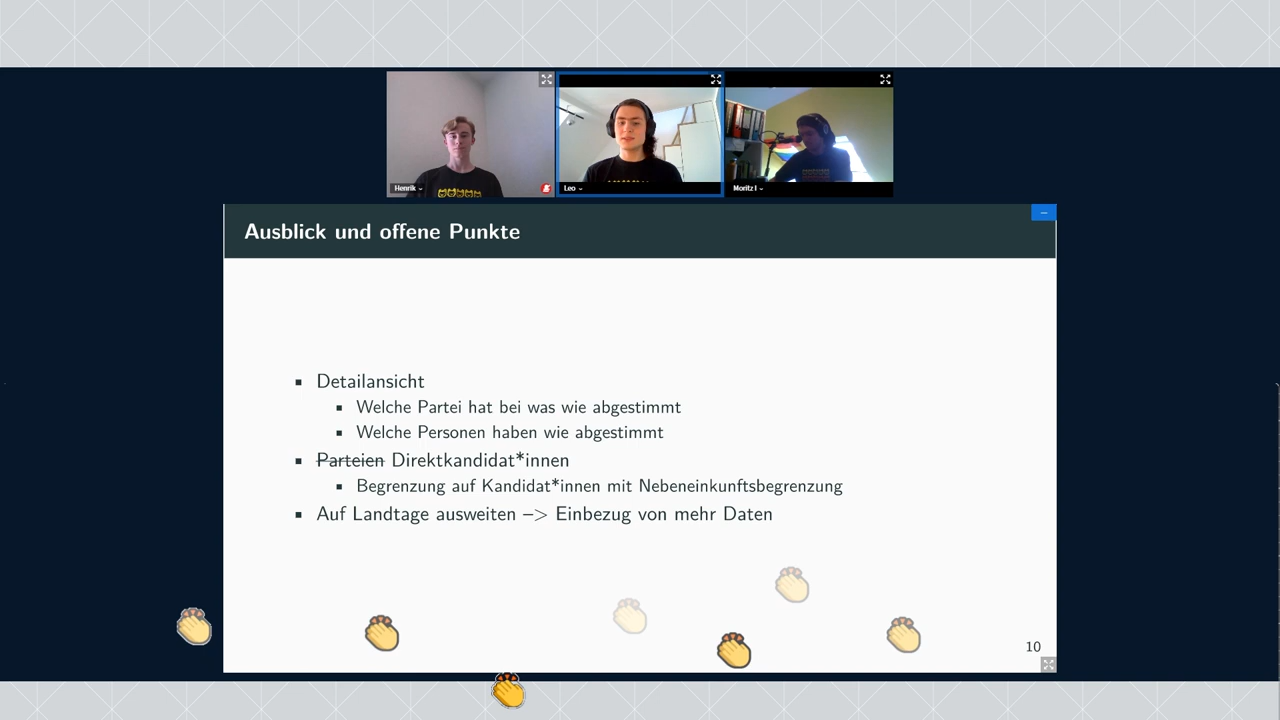 Henrik
Leo
Moritz I
Ausblick und offene Punkte
Detailansicht
Welche Partei hat bei was wie abgestimmt
Welche Personen haben wie abgestimmt
Parteien Direktkandidat*innen
Begrenzung auf Kandidat*innen mit Nebeneinkunftsbegrenzung
Auf Landtage ausweiten –> Einbezug von mehr Daten
10